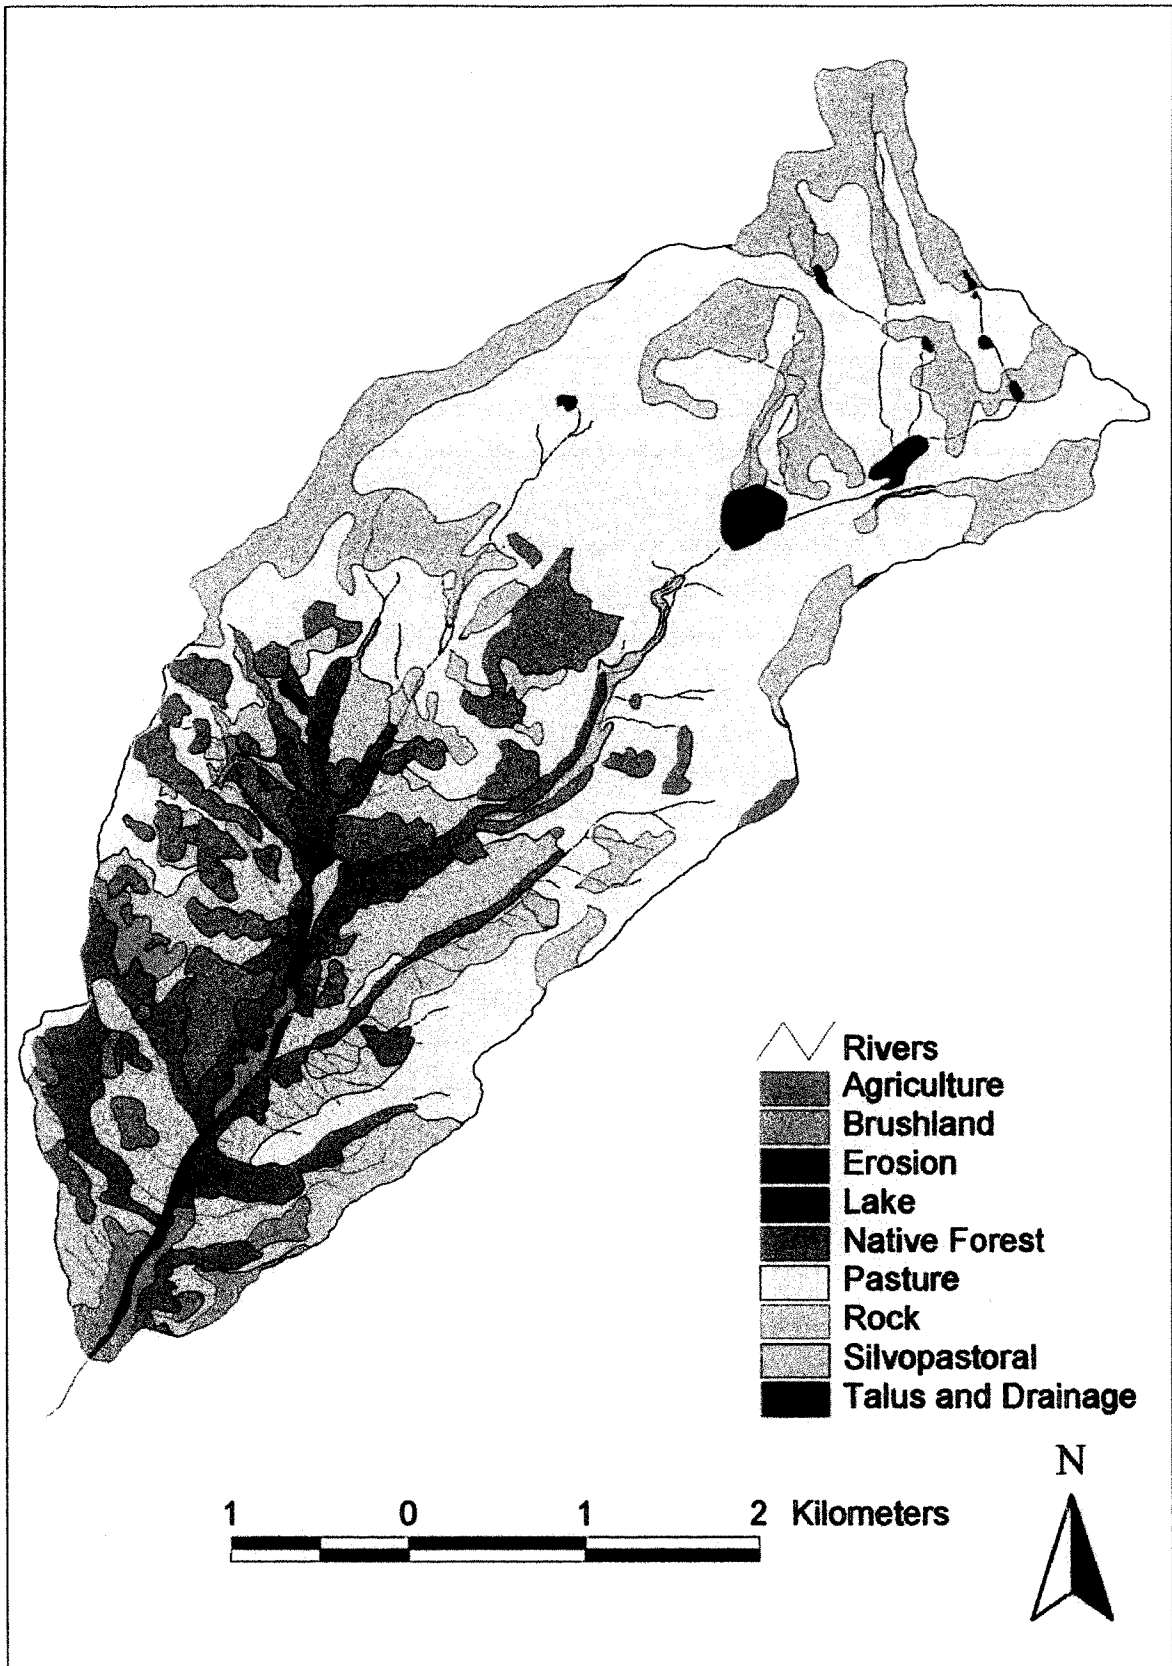 Rivers
Agriculture
Brushland
Erosion
Lake
Native Forest
Pasture
Rock
Silvopastoral
Talus and Drainage
N
1 0 1 2 Kilometers